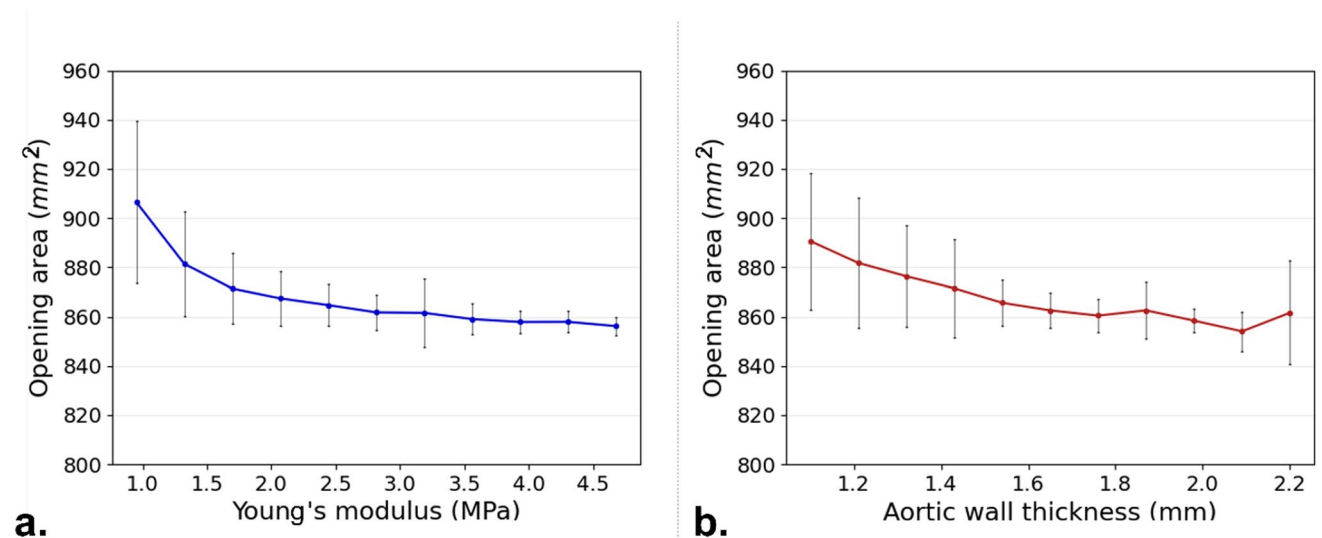 960
940
920
900
880
860
840
820
800
Opening area (mm²)
1.0 1.5 2.0 2.5 3.0 3.5 4.0 4.5
Young's modulus (MPa)
a.
960
940
920
900
880
860
840
820
800
Opening area (mm²)
1.2 1.4 1.6 1.8 2.0 2.2
Aortic wall thickness (mm)
b.